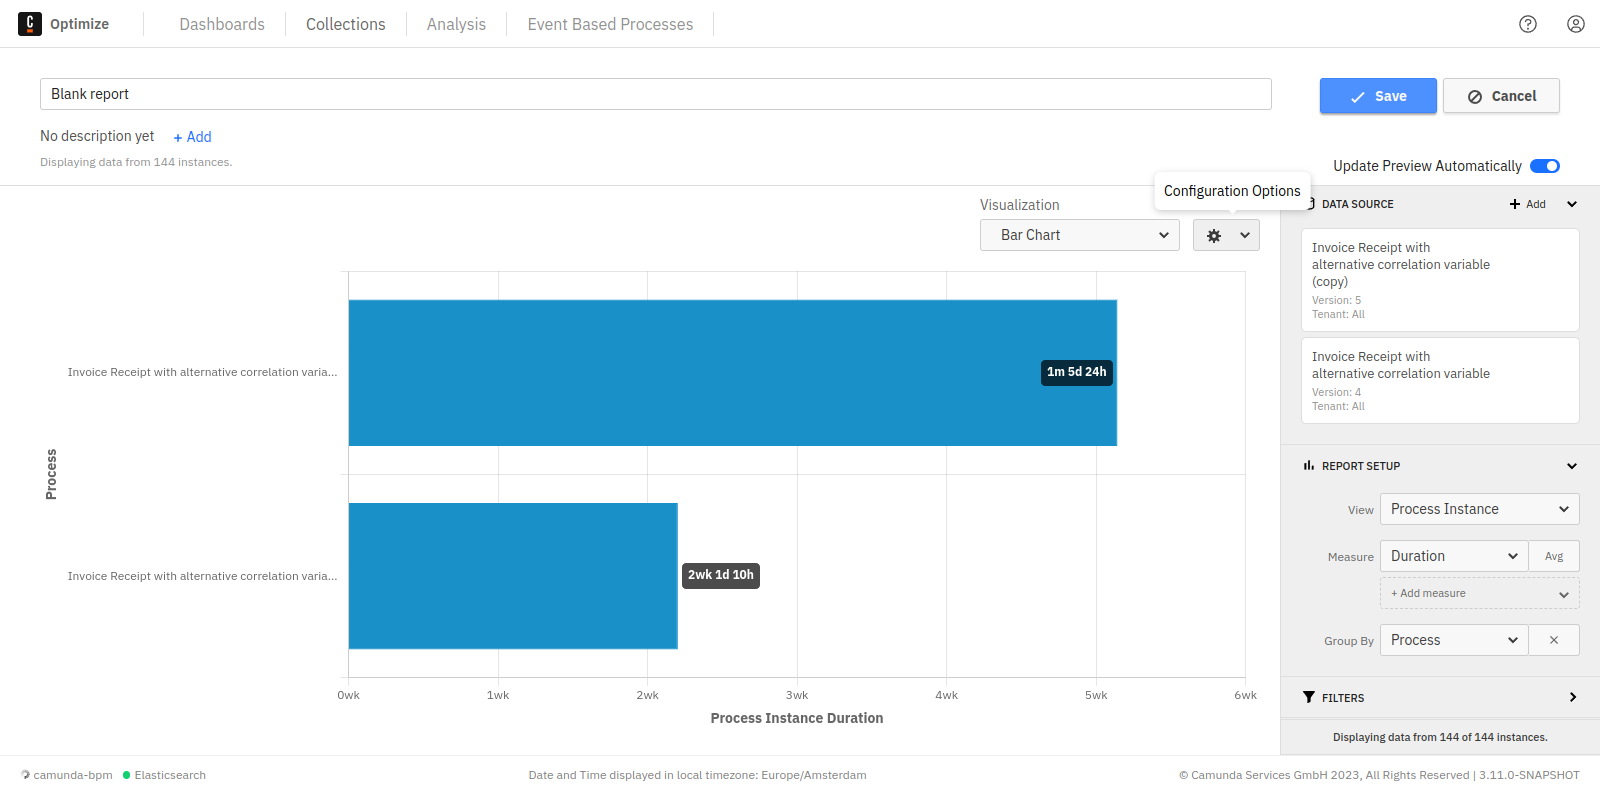 Optimize
Dashboards
Collections
Analysis
Event Based Processes
Blank report
Save
Cancel
No description yet
+ Add
Displaying data from 144 instances.
Update Preview Automatically
Configuration Options
Visualization
Bar Chart
Invoice Receipt with alternative correlation varia...
1m 5d 24h
Invoice Receipt with alternative correlation varia...
2wk 1d 10h
Process
0wk
1wk
2wk
3wk
4wk
5wk
6wk
Process Instance Duration
DATA SOURCE
+ Add
Invoice Receipt with
alternative correlation variable
(copy)
Version: 5
Tenant: All
Invoice Receipt with
alternative correlation variable
Version: 4
Tenant: All
REPORT SETUP
View
Process Instance
Measure
Duration
Avg
+ Add measure
Group By
Process
×
FILTERS
Displaying data from 144 of 144 instances.
camunda-bpm
Elasticsearch
Date and Time displayed in local timezone: Europe/Amsterdam
© Camunda Services GmbH 2023, All Rights Reserved | 3.11.0-SNAPSHOT